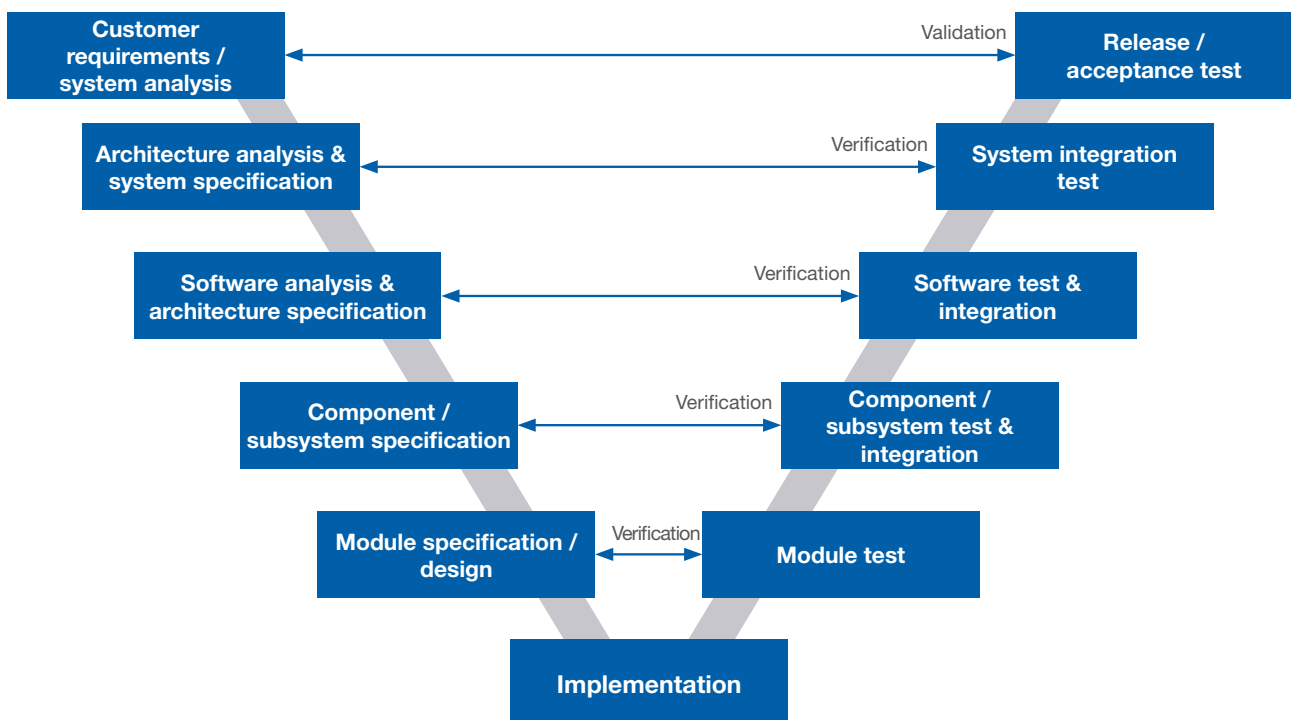 Customer
requirements /
system analysis
Validation
Release /
acceptance test
Architecture analysis &
system specification
Verification
System integration
test
Software analysis &
architecture specification
Verification
Software test &
integration
Component /
subsystem specification
Verification
Component /
subsystem test &
integration
Module specification /
design
Verification
Module test
Implementation